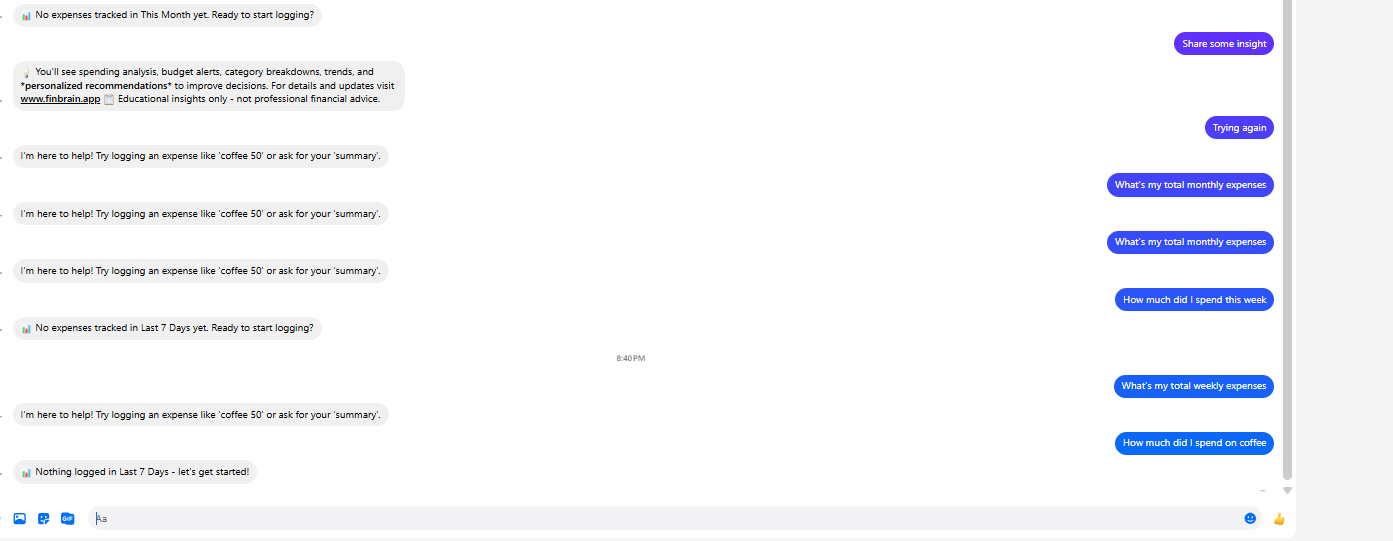 📊 No expenses tracked in This Month yet. Ready to start logging?
Share some insight
💡 You'll see spending analysis, budget alerts, category breakdowns, trends, and
*personalized recommendations* to improve decisions. For details and updates visit
www.finbrain.app 📋 Educational insights only - not professional financial advice.
Trying again
I'm here to help! Try logging an expense like 'coffee 50' or ask for your 'summary'.
What's my total monthly expenses
I'm here to help! Try logging an expense like 'coffee 50' or ask for your 'summary'.
What's my total monthly expenses
I'm here to help! Try logging an expense like 'coffee 50' or ask for your 'summary'.
How much did I spend this week
📊 No expenses tracked in Last 7 Days yet. Ready to start logging?
8:40 PM
What's my total weekly expenses
I'm here to help! Try logging an expense like 'coffee 50' or ask for your 'summary'.
How much did I spend on coffee
📊 Nothing logged in Last 7 Days - let's get started!
GIF
Aa